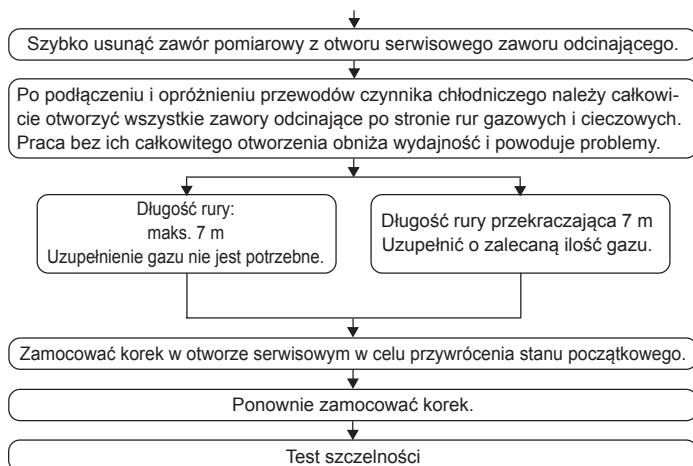 Szybko usunąć zawór pomiarowy z otworu serwisowego zaworu odcinającego.
Po podłączeniu i opróżnieniu przewodów czynnika chłodniczego należy całkowi-
cie otworzyć wszystkie zawory odcinające po stronie rur gazowych i cieczowych.
Praca bez ich całkowitego otworzenia obniża wydajność i powoduje problemy.
Długość rury:
maks. 7 m
Uzupełnienie gazu nie jest potrzebne.
Długość rury przekraczająca 7 m
Uzupełnić o zalecaną ilość gazu.
Zamocować korek w otworze serwisowym w celu przywrócenia stanu początkowego.
Ponownie zamocować korek.
Test szczelności